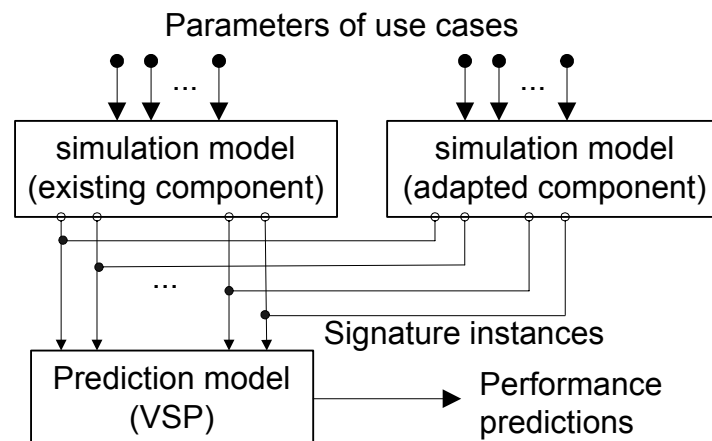 Parameters of use cases
...
...
simulation model
(existing component)
simulation model
(adapted component)
...
Signature instances
Prediction model
(VSP)
Performance
predictions